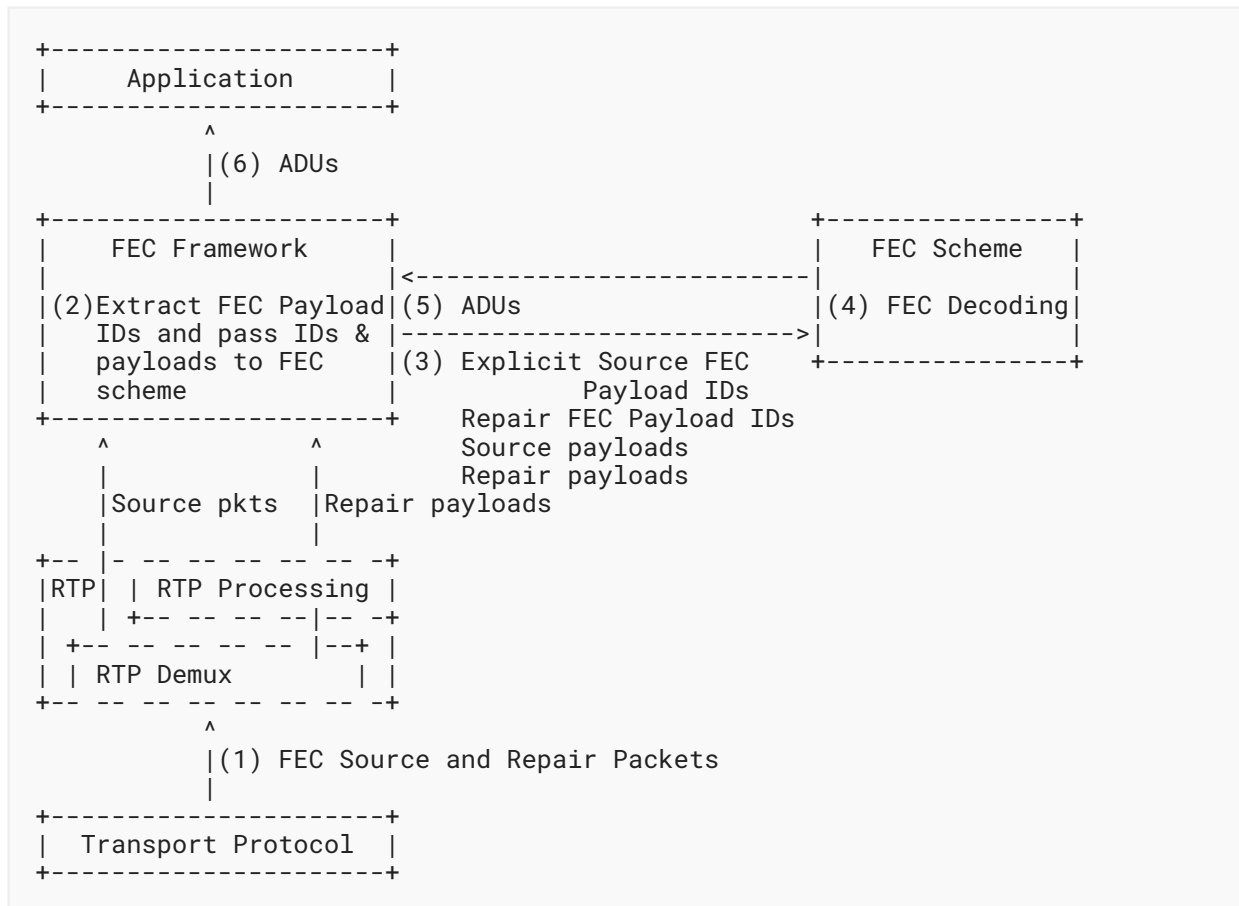 +----------------------+
|     Application      |
+----------------------+
           ^
           |(6) ADUs
           |
+----------------------+                           +----------------+
|    FEC Framework     |                           |   FEC Scheme   |
|                      |<--------------------------|                |
|(2)Extract FEC Payload|(5) ADUs                   |(4) FEC Decoding|
|   IDs and pass IDs & |-------------------------->|                |
|   payloads to FEC    |(3) Explicit Source FEC    +----------------+
|   scheme             |            Payload IDs
+----------------------+    Repair FEC Payload IDs
    ^             ^         Source payloads
    |             |         Repair payloads
    |Source pkts  |Repair payloads
    |             |
+-- |- -- -- -- -- -- -+
|RTP| | RTP Processing |
|   | +-- -- -- --|-- -+
| +-- -- -- -- -- |--+ |
| | RTP Demux        | |
+-- -- -- -- -- -- -- -+
           ^
           |(1) FEC Source and Repair Packets
           |
+----------------------+
|  Transport Protocol  |
+----------------------+